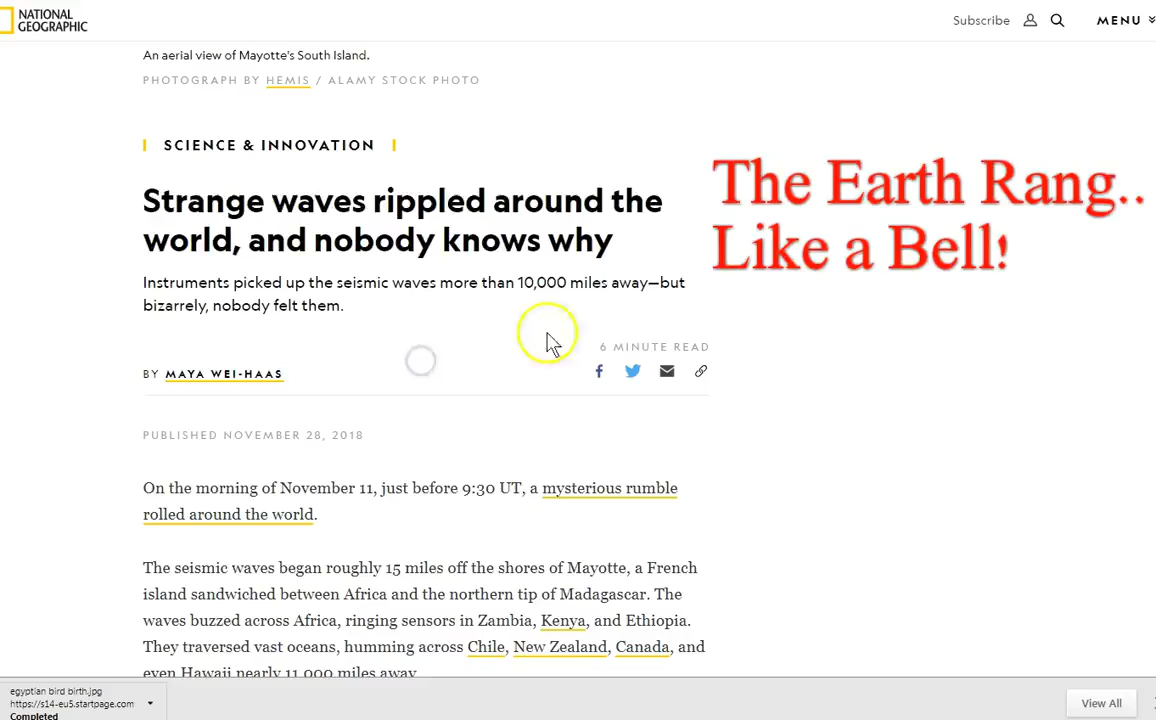 NATIONAL
GEOGRAPHIC
Subscribe
MENU
An aerial view of Mayotte's South Island.
PHOTOGRAPH BY HEMIS / ALAMY STOCK PHOTO
SCIENCE & INNOVATION
Strange waves rippled around the
world, and nobody knows why
The Earth Rang..
Like a Bell!
Instruments picked up the seismic waves more than 10,000 miles away—but
bizarrely, nobody felt them.
6 MINUTE READ
BY MAYA WEI-HAAS
PUBLISHED NOVEMBER 28, 2018
On the morning of November 11, just before 9:30 UT, a mysterious rumble
rolled around the world.
The seismic waves began roughly 15 miles off the shores of Mayotte, a French
island sandwiched between Africa and the northern tip of Madagascar. The
waves buzzed across Africa, ringing sensors in Zambia, Kenya, and Ethiopia.
They traversed vast oceans, humming across Chile, New Zealand, Canada, and
even Hawaii nearly 11,000 miles away.
egyptian bird birth.jpg
https://s14-eu5.startpage.com
Completed
View All